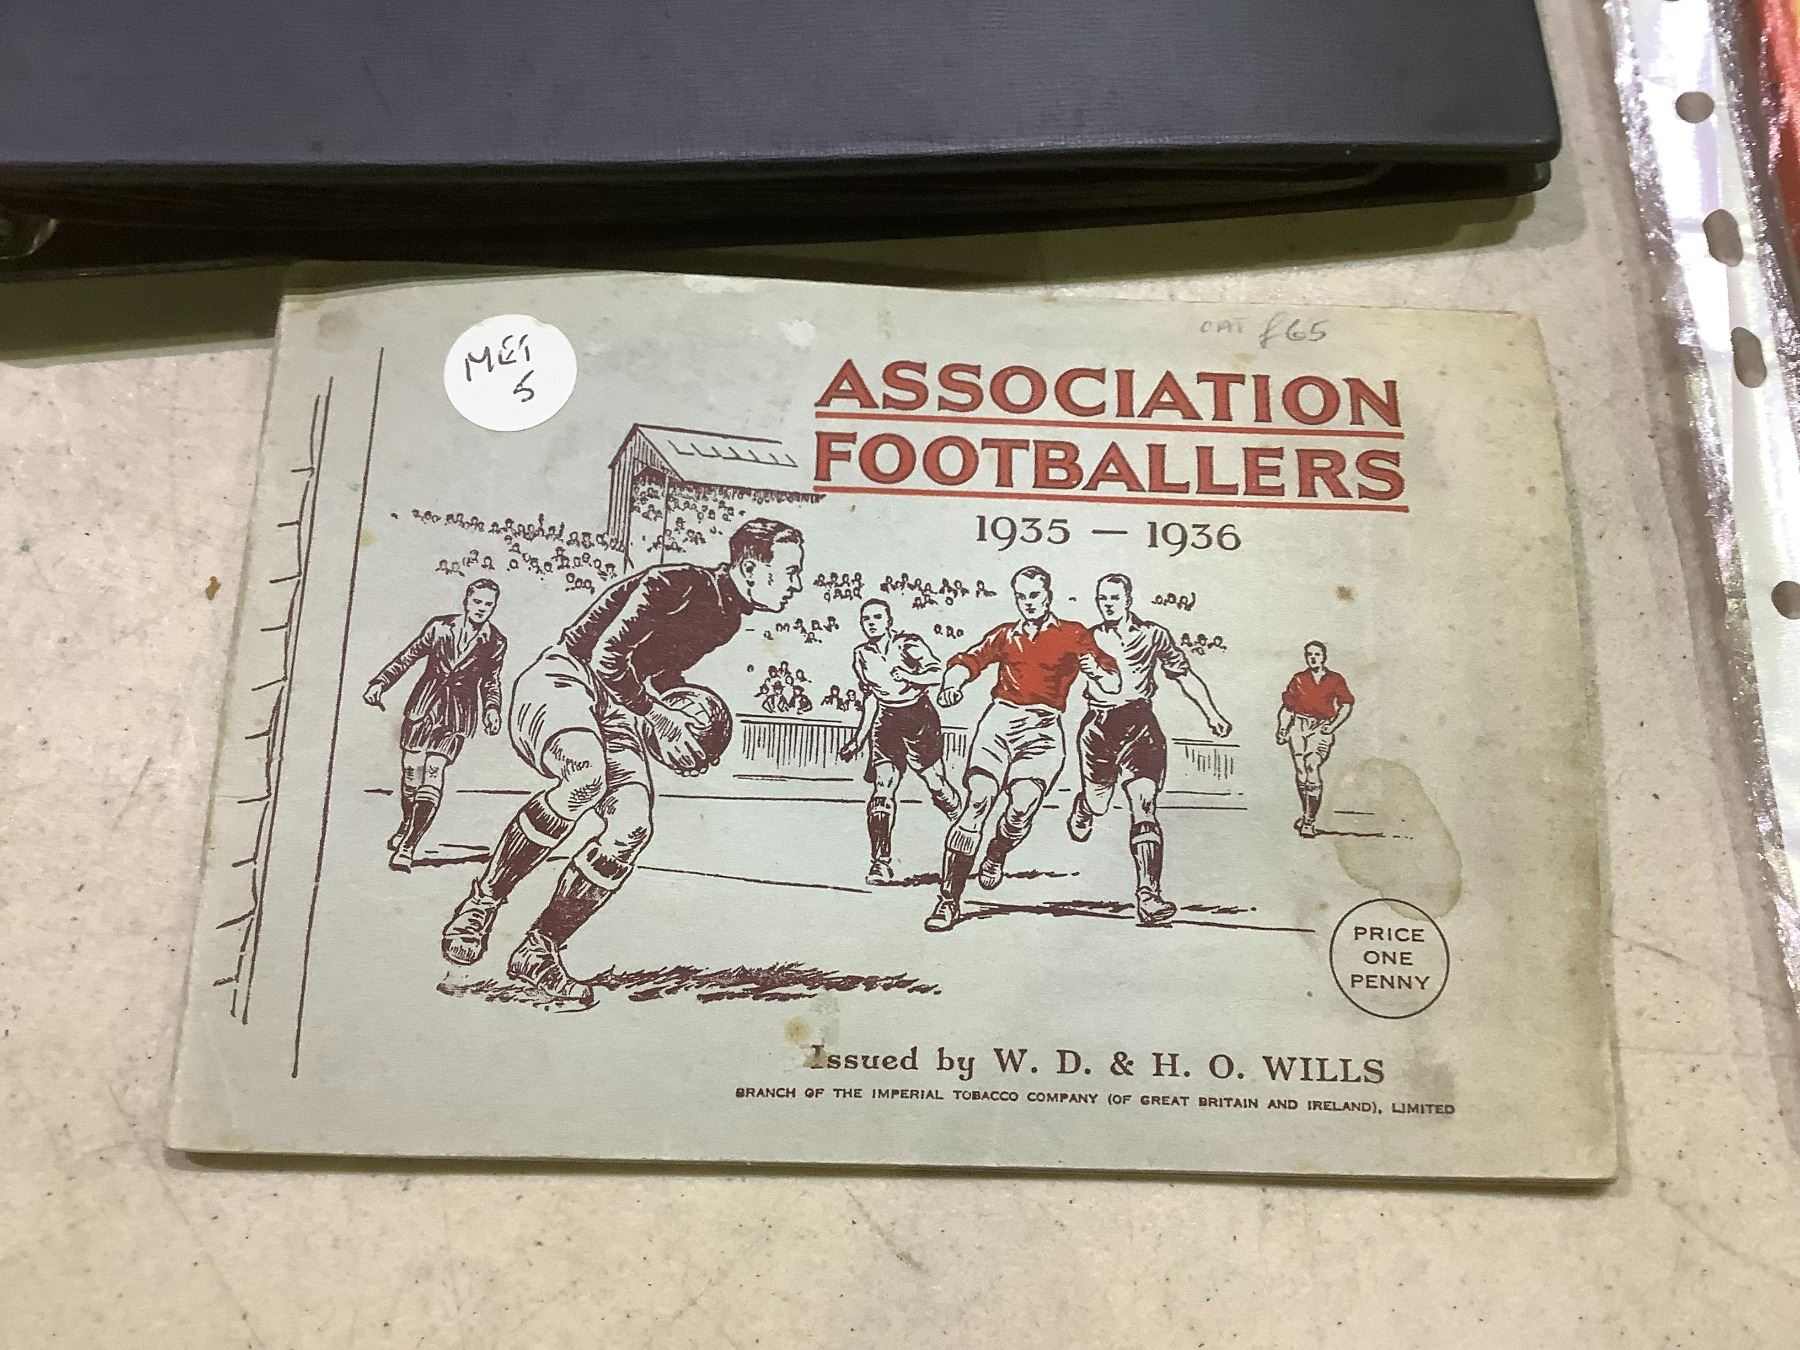 MET
5
CAT £65
ASSOCIATION
FOOTBALLERS
1935 — 1936
PRICE
ONE
PENNY
Issued by W. D. & H. O. WILLS
BRANCH OF THE IMPERIAL TOBACCO COMPANY (OF GREAT BRITAIN AND IRELAND), LIMITED